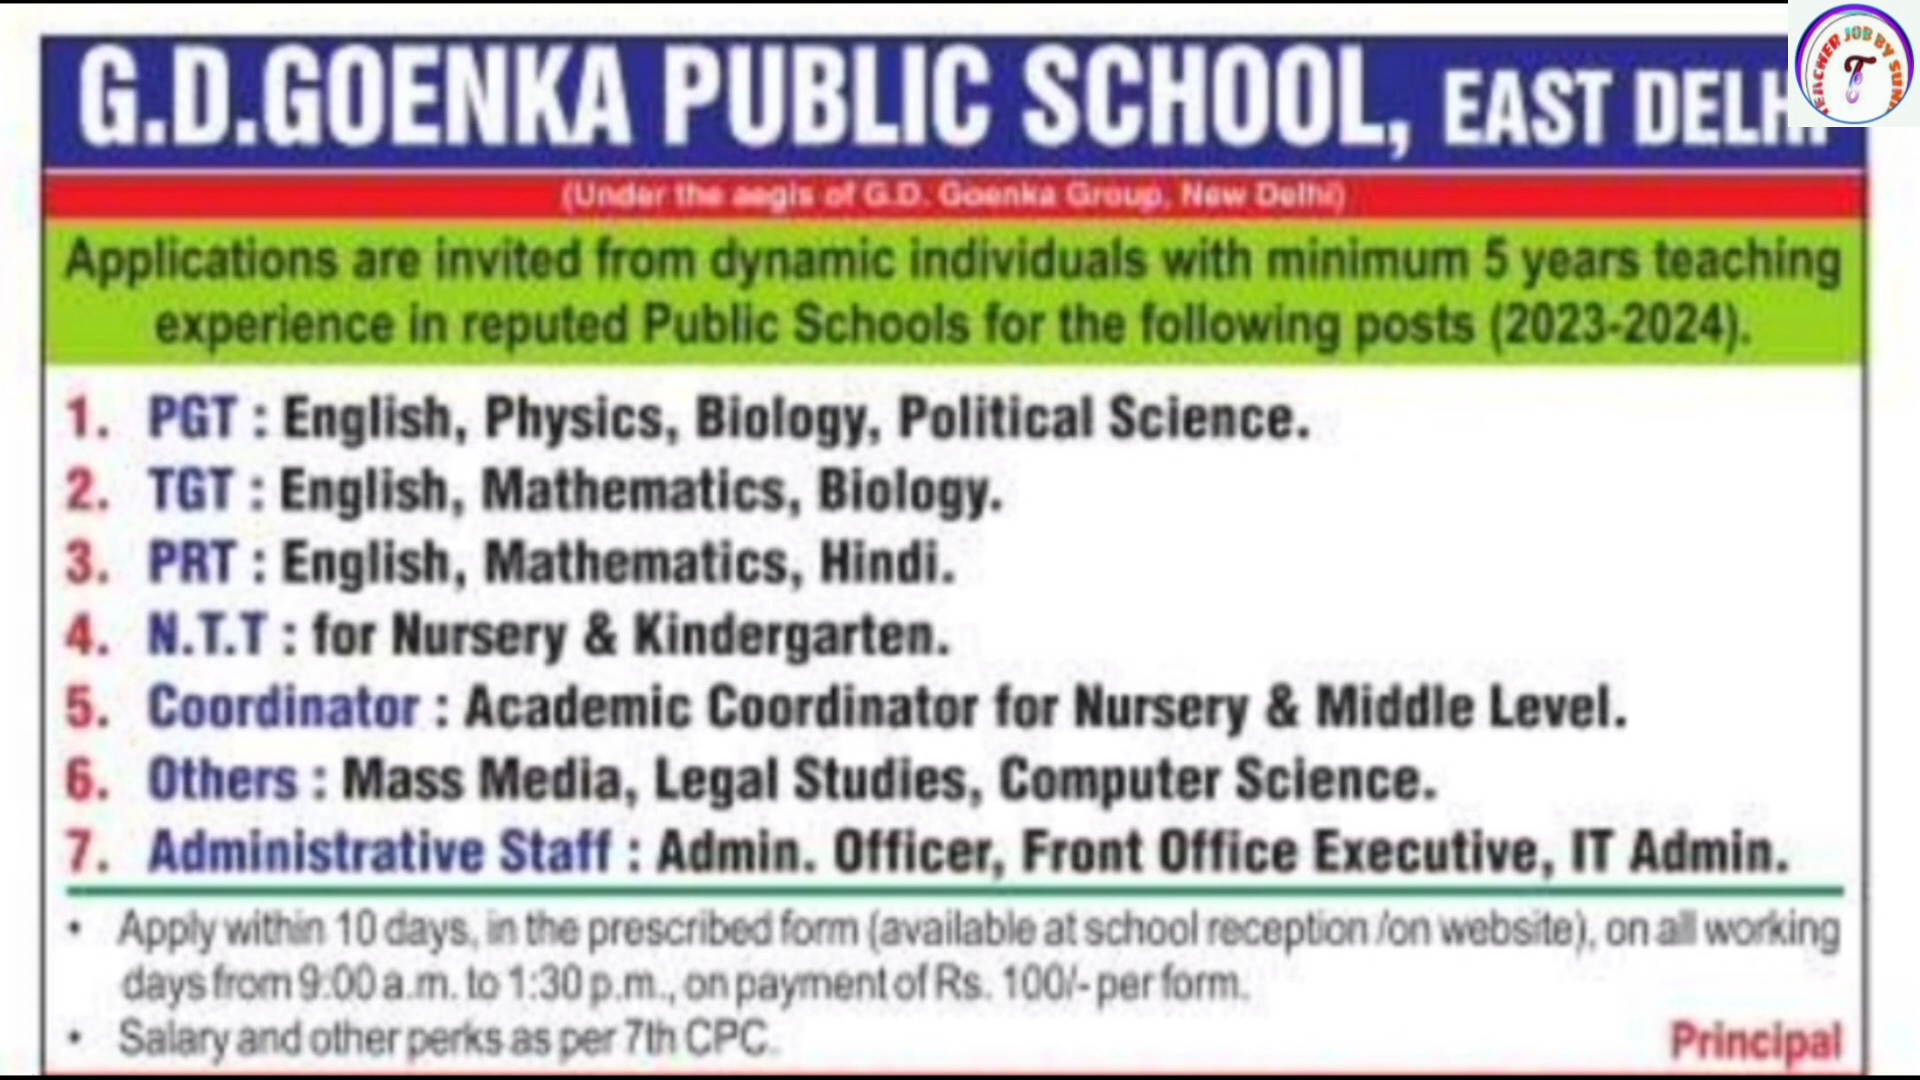 G.D.GOENKA PUBLIC SCHOOL, EAST DELHI
(Under the aegis of G.D. Goenka Group, New Delhi)
Applications are invited from dynamic individuals with minimum 5 years teaching
experience in reputed Public Schools for the following posts (2023-2024).
1. PGT : English, Physics, Biology, Political Science.
2. TGT : English, Mathematics, Biology.
3. PRT : English, Mathematics, Hindi.
4. N.T.T : for Nursery & Kindergarten.
5. Coordinator : Academic Coordinator for Nursery & Middle Level.
6. Others : Mass Media, Legal Studies, Computer Science.
7. Administrative Staff : Admin. Officer, Front Office Executive, IT Admin.
• Apply within 10 days, in the prescribed form (available at school reception /on website), on all working
days from 9:00 a.m. to 1:30 p.m., on payment of Rs. 100/- per form.
• Salary and other perks as per 7th CPC.
Principal
TEACHER JOB BY